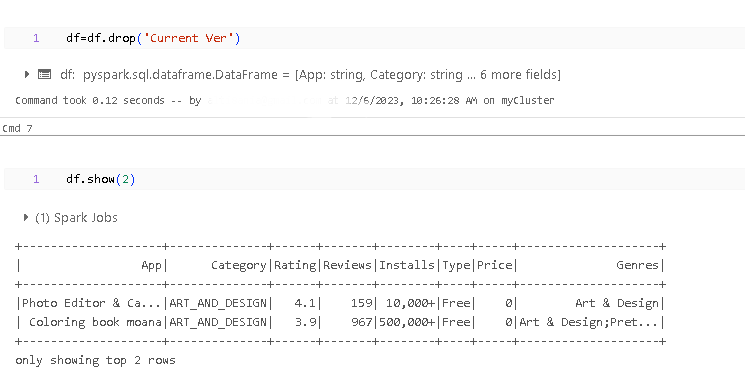 1 df=df.drop('Current Ver')
df: pyspark.sql.dataframe.DataFrame = [App: string, Category: string ... 6 more fields]
Command took 0.12 seconds -- by at 12/6/2023, 10:26:28 AM on myCluster
Cmd 7
1 df.show(2)
(1) Spark Jobs
+-------------------+--------------+------+-------+--------+----+-----+-------------------+
| App| Category|Rating|Reviews|Installs|Type|Price| Genres|
+-------------------+--------------+------+-------+--------+----+-----+-------------------+
|Photo Editor & Ca...|ART_AND_DESIGN| 4.1| 159| 10,000+|Free| 0| Art & Design|
| Coloring book moana|ART_AND_DESIGN| 3.9| 967|500,000+|Free| 0|Art & Design;Pret...|
+-------------------+--------------+------+-------+--------+----+-----+-------------------+
only showing top 2 rows